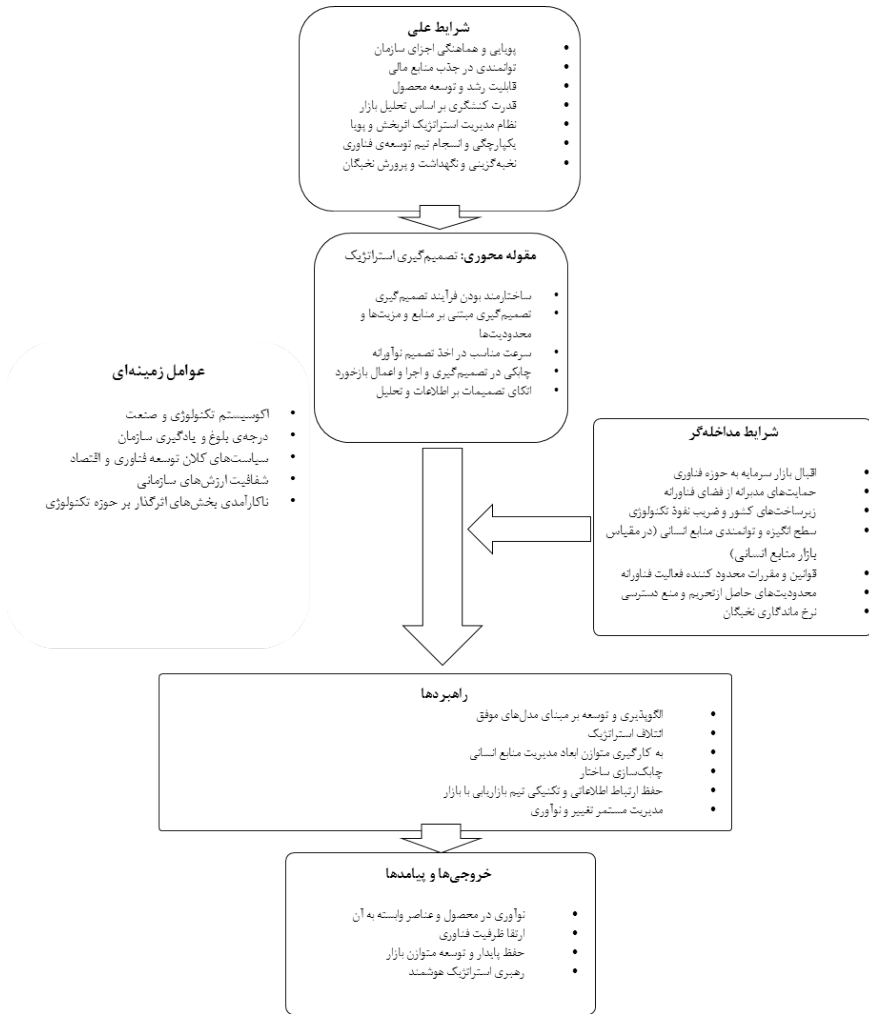 شرایط علی
• پویایی و هماهنگی اجزای سازمان
• توانمندی در جذب منابع مالی
• قابلیت رشد و توسعه محصول
• قدرت کنشگری بر اساس تحلیل بازار
• نظام مدیریت استراتژیک اثربخش و پویا
• یکپارچگی و انسجام تیم توسعه‌ی فناوری
• نخبه‌گزینی و نگهداشت و پرورش نخبگان
مقوله محوری: تصمیم‌گیری استراتژیک
• ساختارمند بودن فرآیند تصمیم‌گیری
• تصمیم‌گیری مبتنی بر منابع و مزیت‌ها و
محدودیت‌ها
• سرعت مناسب در اخذ تصمیم نوآورانه
• چابکی در تصمیم‌گیری و اجرا و اعمال بازخورد
• اتکای تصمیمات بر اطلاعات و تحلیل
عوامل زمینه‌ای
• اکوسیستم تکنولوژی و صنعت
• درجه‌ی بلوغ و یادگیری سازمان
• سیاست‌های کلان توسعه فناوری و اقتصاد
• شفافیت ارزش‌های سازمانی
• ناکارآمدی بخش‌های اثرگذار بر حوزه تکنولوژی
شرایط مداخله‌گر
• اقبال بازار سرمایه به حوزه فناوری
• حمایت‌های مدبرانه از فضای فناورانه
• زیرساخت‌های کشور و ضریب نفوذ تکنولوژی
• سطح انگیزه و توانمندی منابع انسانی (در مقیاس
بازار منابع انسانی)
• قوانین و مقررات محدود کننده فعالیت فناورانه
• محدودیت‌های حاصل ازتحریم و منع دسترسی
• نرخ ماندگاری نخبگان
راهبردها
• الگوپذیری و توسعه بر مبنای مدل‌های موفق
• ائتلاف استراتژیک
• به کارگیری متوازن ابعاد مدیریت منابع انسانی
• چابک‌سازی ساختار
• حفظ ارتباط اطلاعاتی و تکنیکی تیم بازاریابی با بازار
• مدیریت مستمر تغییر و نوآوری
خروجی‌ها و پیامدها
• نوآوری در محصول و عناصر وابسته به آن
• ارتقا ظرفیت فناوری
• حفظ پایدار و توسعه متوازن بازار
• رهبری استراتژیک هوشمند